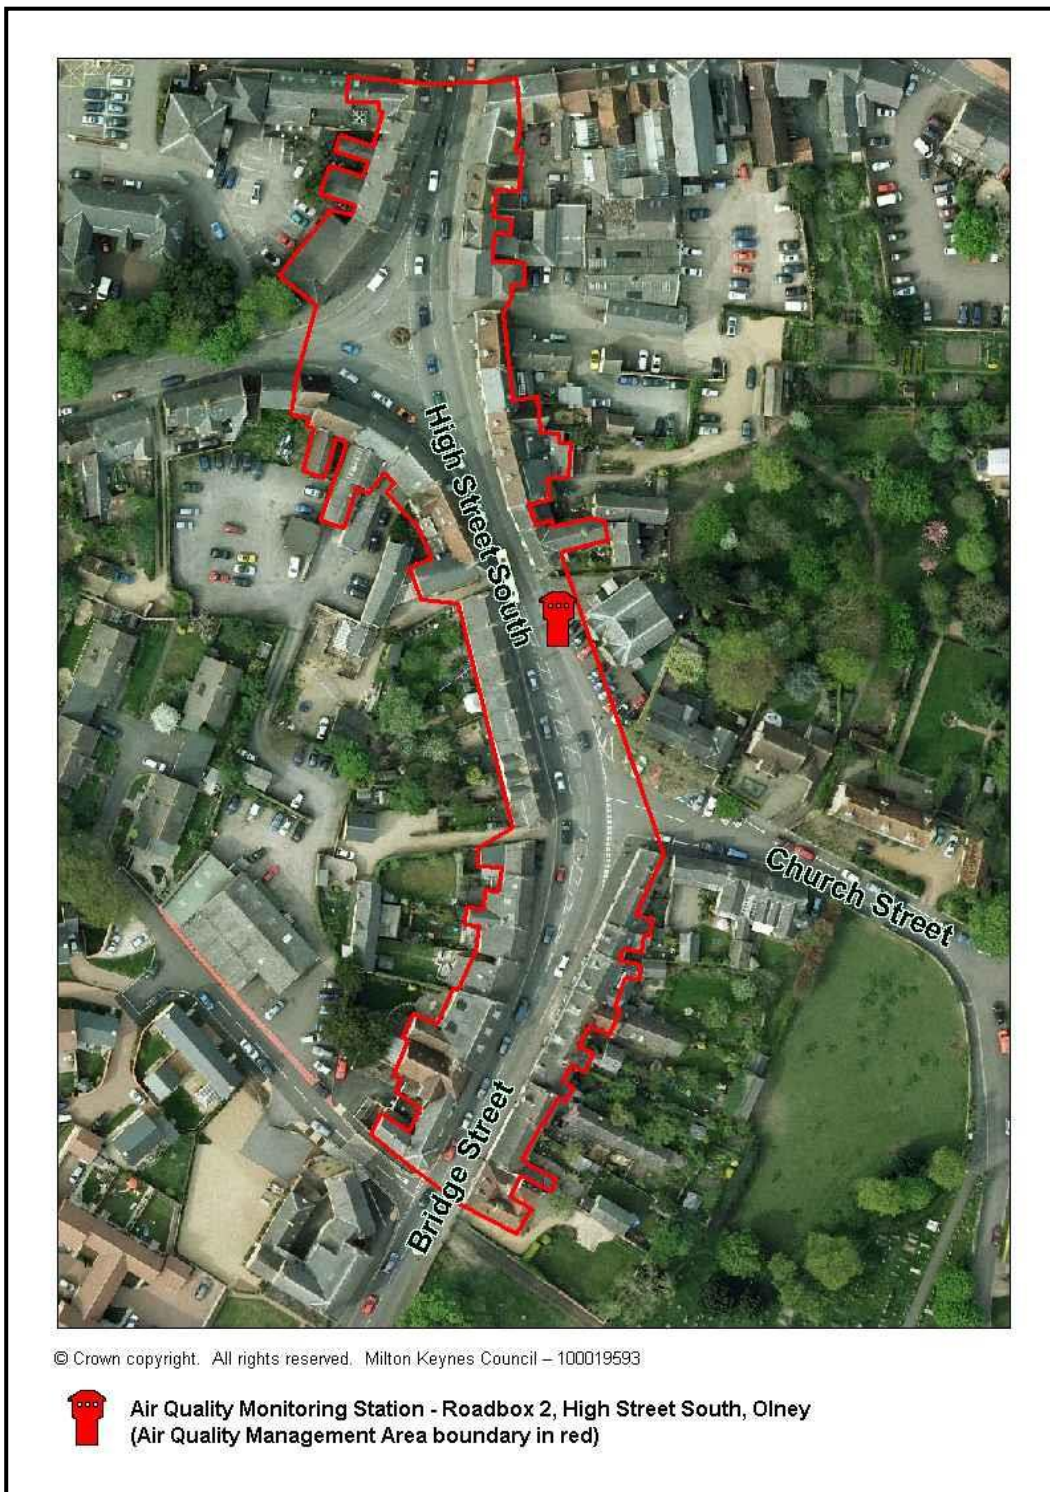 High Street South
Church Street
Bridge Street
© Crown copyright. All rights reserved. Milton Keynes Council – 100019593
Air Quality Monitoring Station - Roadbox 2, High Street South, Olney
(Air Quality Management Area boundary in red)